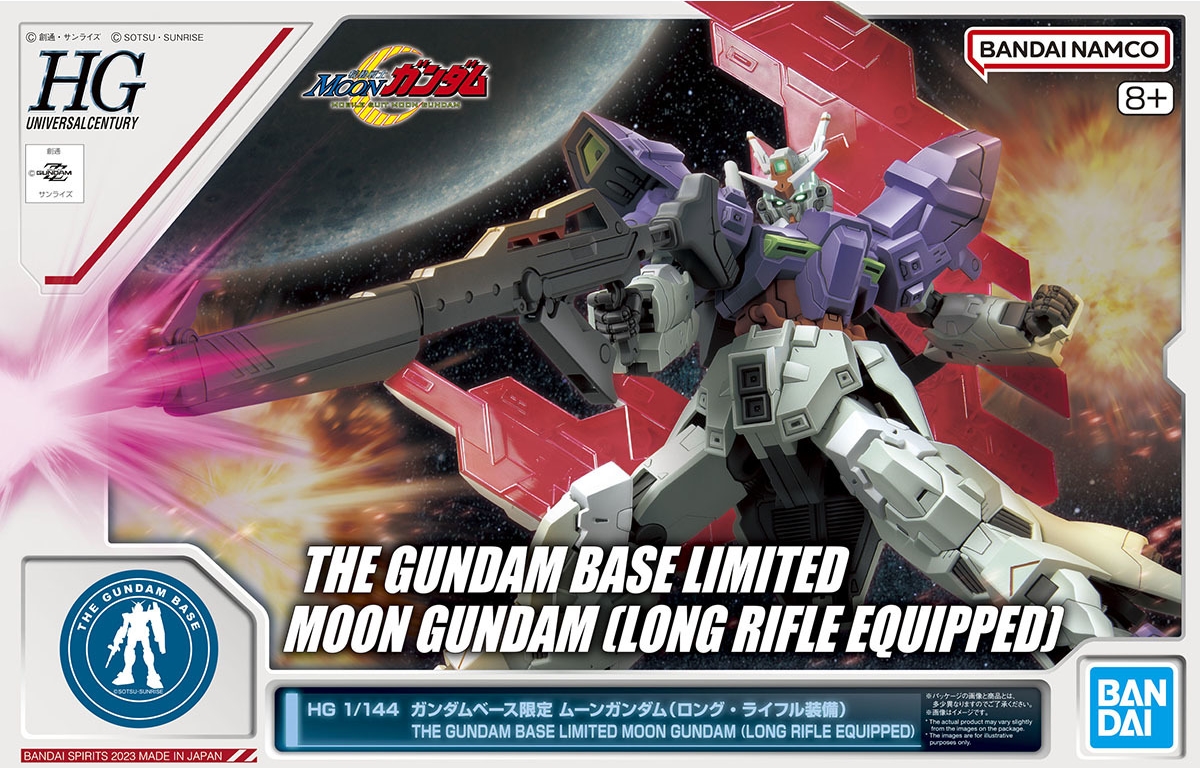 © 創通・サンライズ © SOTSU・SUNRISE
HG
UNIVERSAL CENTURY
創通
© GUNDAM
サンライズ
MOONガンダム
MOBILE SUIT MOON GUNDAM
BANDAI NAMCO
8+
THE GUNDAM BASE LIMITED
MOON GUNDAM (LONG RIFLE EQUIPPED)
THE GUNDAM BASE
©SOTSU・SUNRISE
HG 1/144 ガンダムベース限定 ムーンガンダム(ロング・ライフル装備)
THE GUNDAM BASE LIMITED MOON GUNDAM (LONG RIFLE EQUIPPED)
※パッケージの画像と商品とは、
多少異なりますのでご了承ください。
※画像はイメージです。
* The actual product may vary slightly
from the images on the package.
* The images are for illustrative
purposes only.
BAN
DAI
BANDAI SPIRITS 2023 MADE IN JAPAN